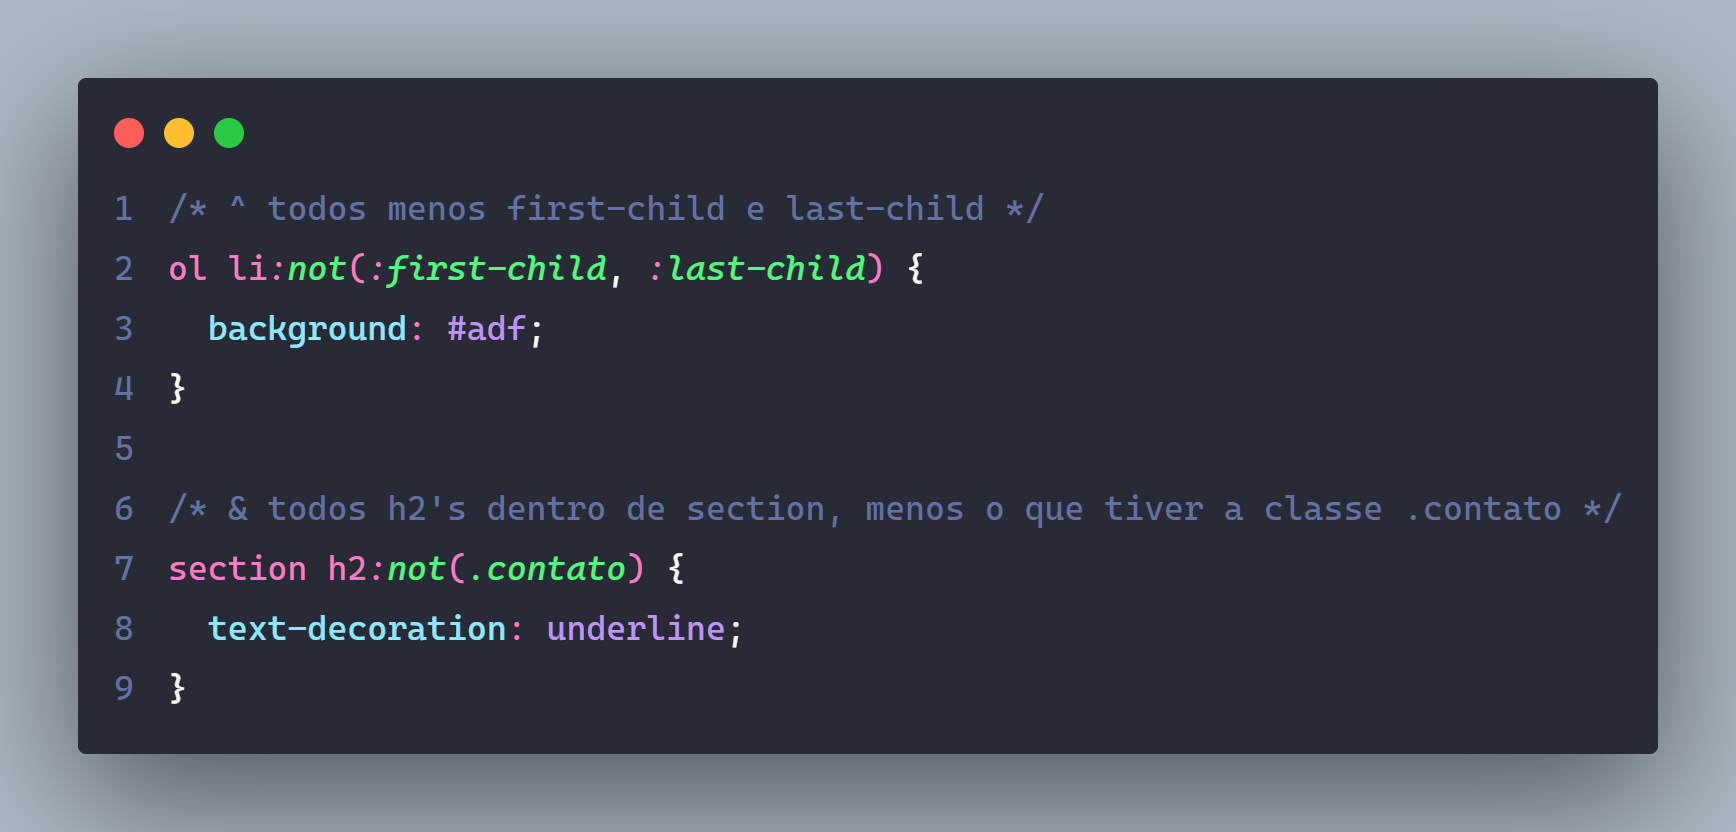 1 /* ^ todos menos first-child e last-child */
2 ol li:not(:first-child, :last-child) {
3   background: #adf;
4 }
5
6 /* & todos h2's dentro de section, menos o que tiver a classe .contato */
7 section h2:not(.contato) {
8   text-decoration: underline;
9 }